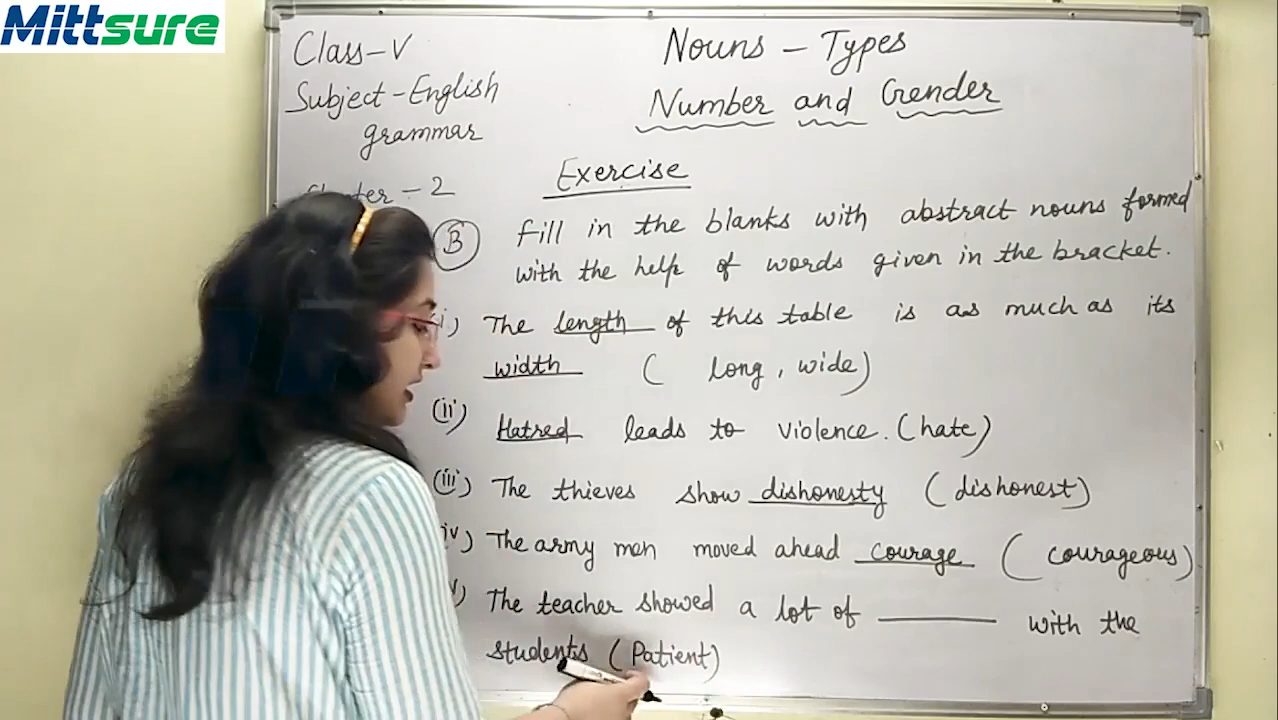 Mittsure
Class-V
Subject-English
grammar
- 2
Nouns - Types
Number and Gender
Exercise
B Fill in the blanks with abstract nouns formed
with the help of words given in the bracket.
i) The length of this table is as much as its
width ( long, wide)
(ii) Hatred leads to violence. (hate)
(iii) The thieves show dishonesty (dishonest)
iv) The army men moved ahead courage ( courageous)
) The teacher showed a lot of ________ with the
students (Patient)